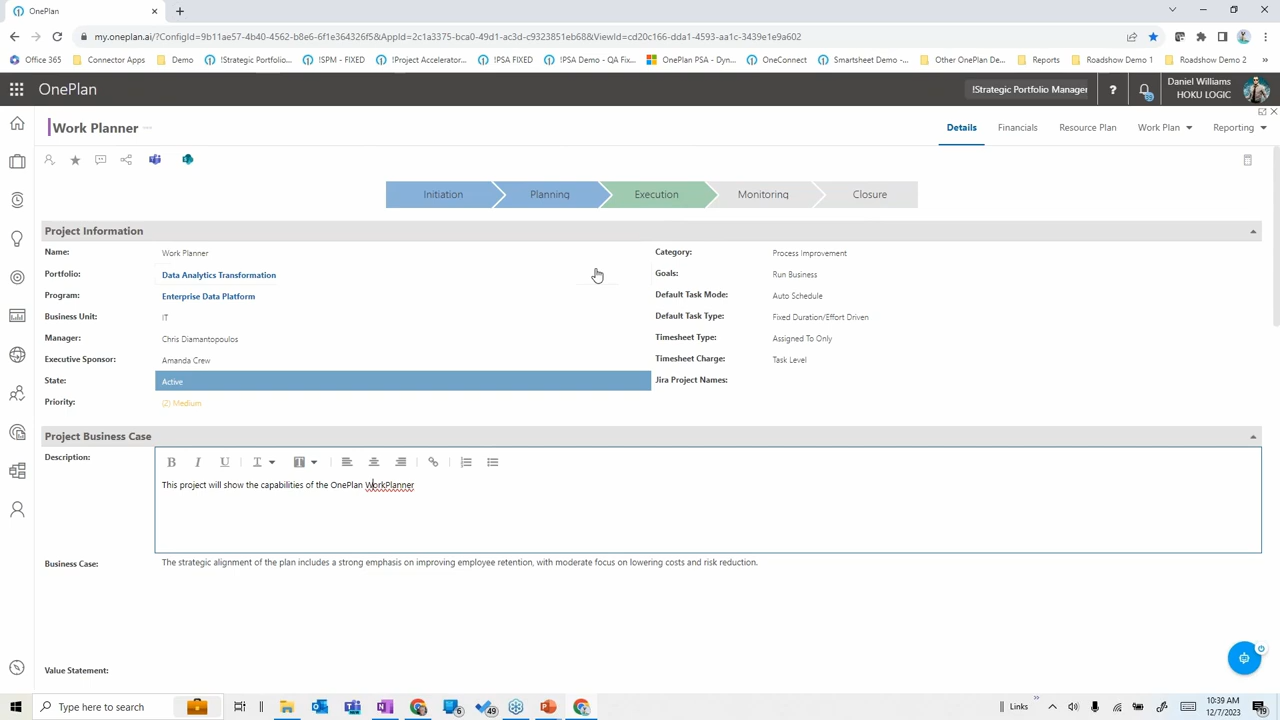 OnePlan
my.oneplan.ai/?ConfigId=9b11ae57-4b40-4562-b8e6-6f1e364326f5&AppId=2c1a3375-bca0-49d1-ac3d-c9323851eb68&ViewId=cd20c166-dda1-4593-aa1c-3439e1e9a602
Office 365
Connector Apps
Demo
!Strategic Portfolio...
!SPM - FIXED
!Project Accelerator...
!PSA FIXED
!PSA Demo - QA Fix...
OnePlan PSA - Dyn...
OneConnect
Smartsheet Demo -...
Other OnePlan De...
Reports
Roadshow Demo 1
Roadshow Demo 2
»
OnePlan
!Strategic Portfolio Manager
?
Daniel Williams
HOKU LOGIC
Work Planner
Details
Financials
Resource Plan
Work Plan
Reporting
Initiation
Planning
Execution
Monitoring
Closure
Project Information
Name: Work Planner
Portfolio: Data Analytics Transformation
Program: Enterprise Data Platform
Business Unit: IT
Manager: Chris Diamantopoulos
Executive Sponsor: Amanda Crew
State: Active
Priority: (2) Medium
Category: Process Improvement
Goals: Run Business
Default Task Mode: Auto Schedule
Default Task Type: Fixed Duration/Effort Driven
Timesheet Type: Assigned To Only
Timesheet Charge: Task Level
Jira Project Names:
Project Business Case
Description:
B I U T T
This project will show the capabilities of the OnePlan WorkPlanner
Business Case: The strategic alignment of the plan includes a strong emphasis on improving employee retention, with moderate focus on lowering costs and risk reduction.
Value Statement:
Type here to search
6
49
Links
»
10:39 AM
12/7/2023
19